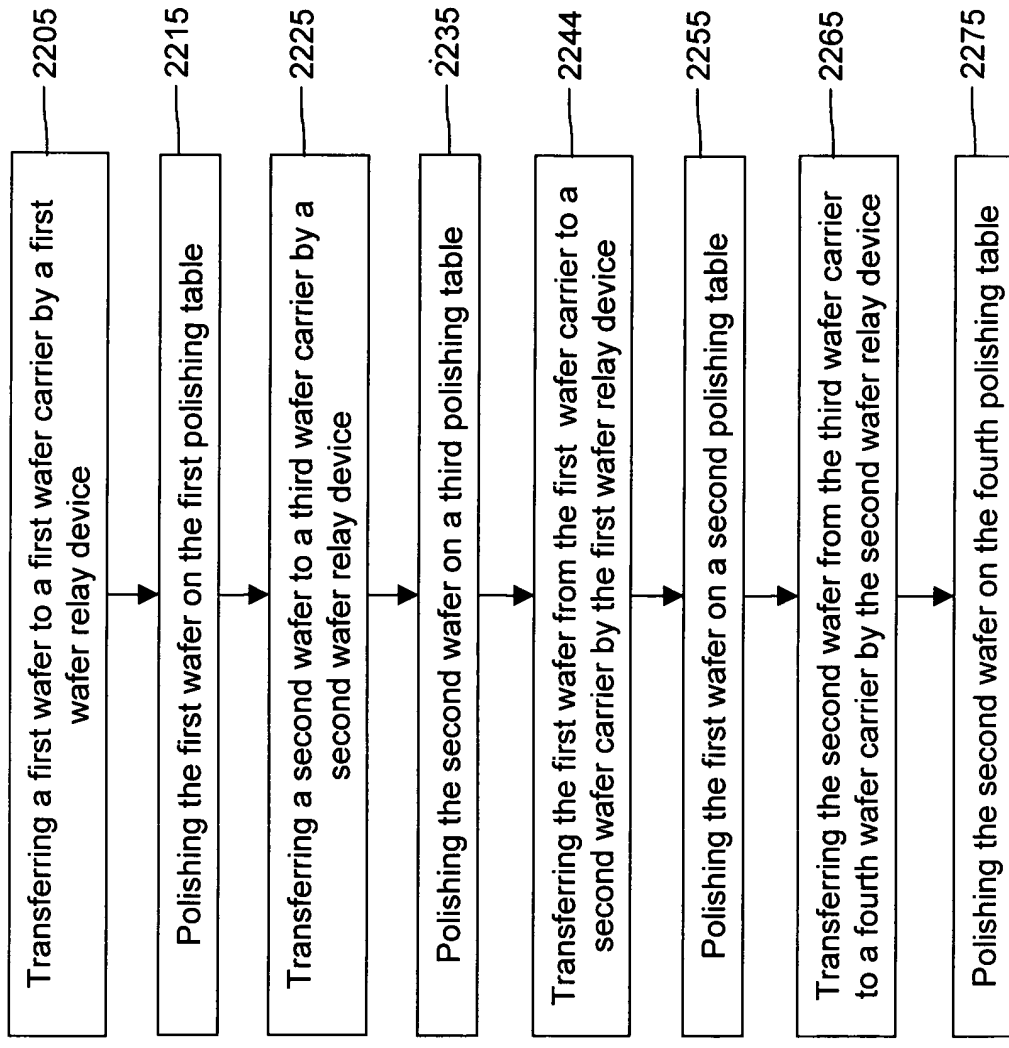 Transferring a first wafer to a first wafer carrier by a first
wafer relay device
2205
Polishing the first wafer on the first polishing table
2215
Transferring a second wafer to a third wafer carrier by a
second wafer relay device
2225
Polishing the second wafer on a third polishing table
2235
Transferring the first wafer from the first wafer carrier to a
second wafer carrier by the first wafer relay device
2244
Polishing the first wafer on a second polishing table
2255
Transferring the second wafer from the third wafer carrier
to a fourth wafer carrier by the second wafer relay device
2265
Polishing the second wafer on the fourth polishing table
2275